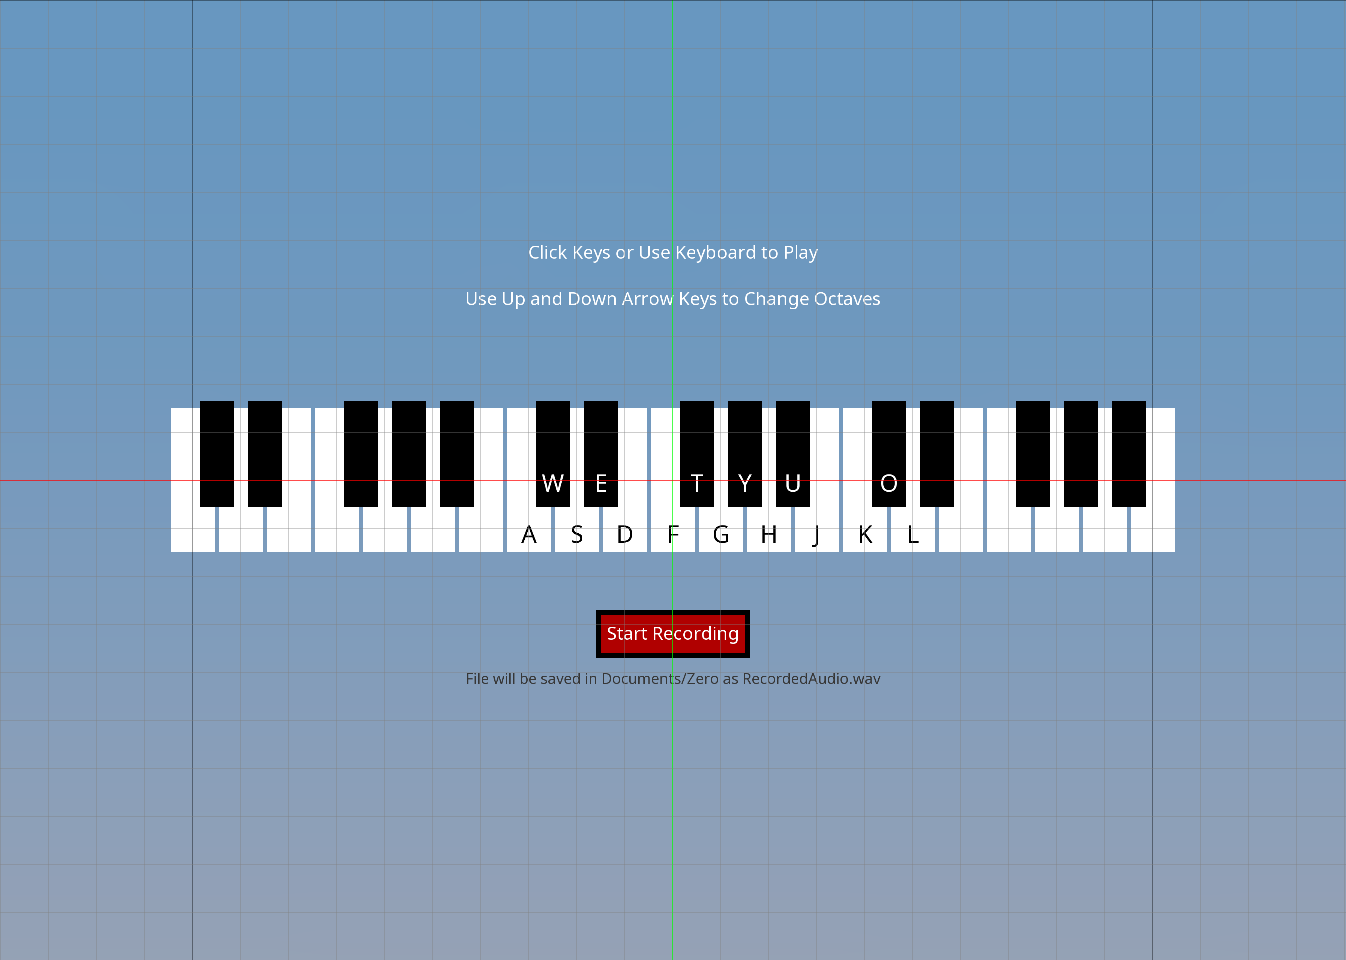 Click Keys or Use Keyboard to Play
Use Up and Down Arrow Keys to Change Octaves
W E T Y U O
A S D F G H J K L
Start Recording
File will be saved in Documents/Zero as RecordedAudio.wav